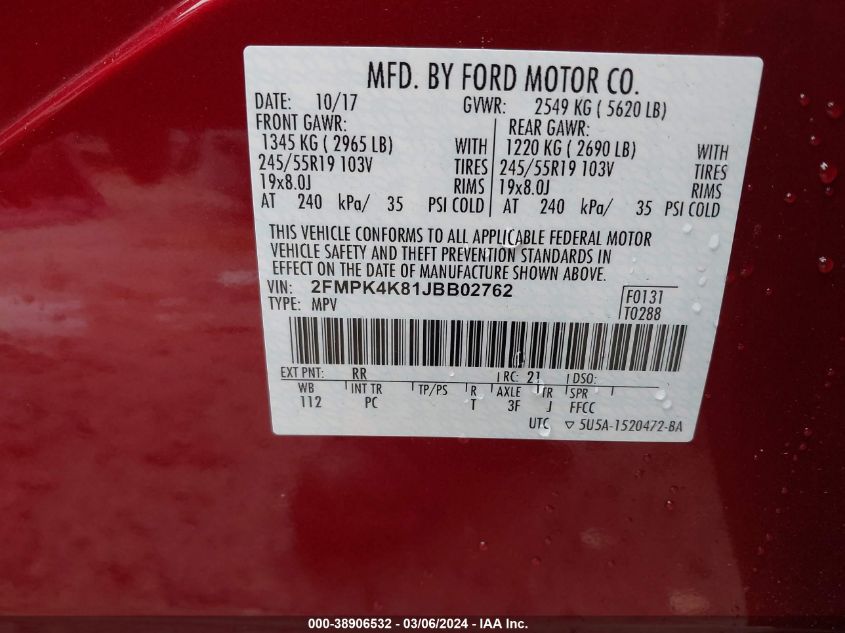 MFD. BY FORD MOTOR CO.
DATE: 10/17 GVWR: 2549 KG ( 5620 LB)
FRONT GAWR: REAR GAWR:
1345 KG ( 2965 LB) WITH 1220 KG ( 2690 LB) WITH
245/55R19 103V TIRES 245/55R19 103V TIRES
19x8.0J RIMS 19x8.0J RIMS
AT 240 kPa/ 35 PSI COLD AT 240 kPa/ 35 PSI COLD
THIS VEHICLE CONFORMS TO ALL APPLICABLE FEDERAL MOTOR
VEHICLE SAFETY AND THEFT PREVENTION STANDARDS IN
EFFECT ON THE DATE OF MANUFACTURE SHOWN ABOVE.
VIN: 2FMPK4K81JBB02762 F0131
TYPE: MPV T0288
EXT PNT: RR RC: 21 DSO:
WB INT TR TP/PS R AXLE TR SPR
112 PC T 3F J FFCC
UTC ▽ 5U5A-1520472-BA
000-38906532 - 03/06/2024 - IAA Inc.